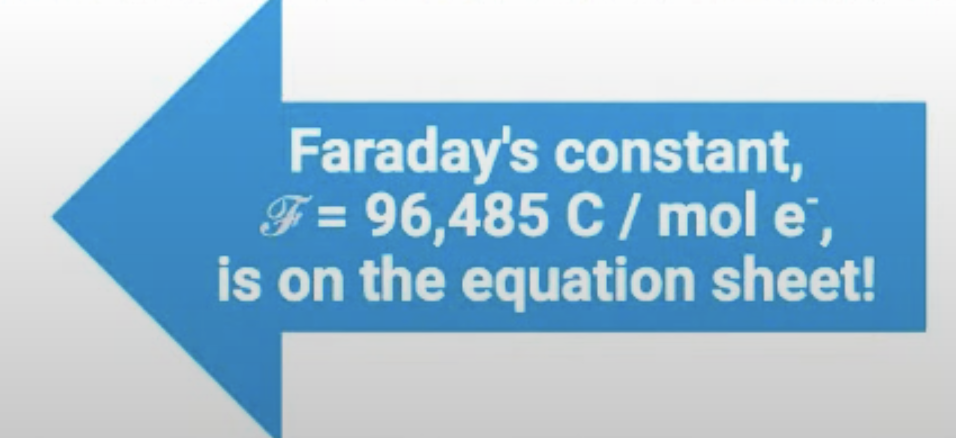 Faraday's constant,
ℱ = 96,485 C / mol e⁻,
is on the equation sheet!